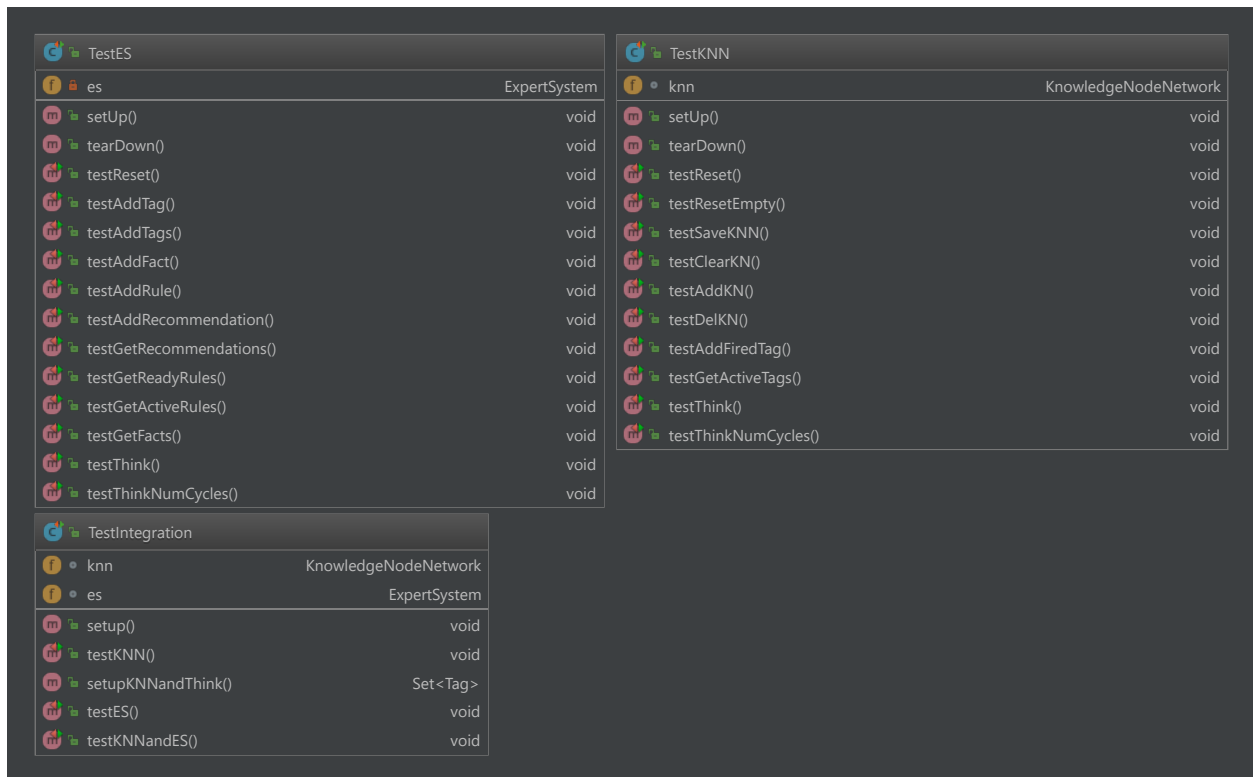 TestES
es ExpertSystem
setUp() void
tearDown() void
testReset() void
testAddTag() void
testAddTags() void
testAddFact() void
testAddRule() void
testAddRecommendation() void
testGetRecommendations() void
testGetReadyRules() void
testGetActiveRules() void
testGetFacts() void
testThink() void
testThinkNumCycles() void
TestKNN
knn KnowledgeNodeNetwork
setUp() void
tearDown() void
testReset() void
testResetEmpty() void
testSaveKNN() void
testClearKN() void
testAddKN() void
testDelKN() void
testAddFiredTag() void
testGetActiveTags() void
testThink() void
testThinkNumCycles() void
TestIntegration
knn KnowledgeNodeNetwork
es ExpertSystem
setup() void
testKNN() void
setupKNNandThink() Set<Tag>
testES() void
testKNNandES() void